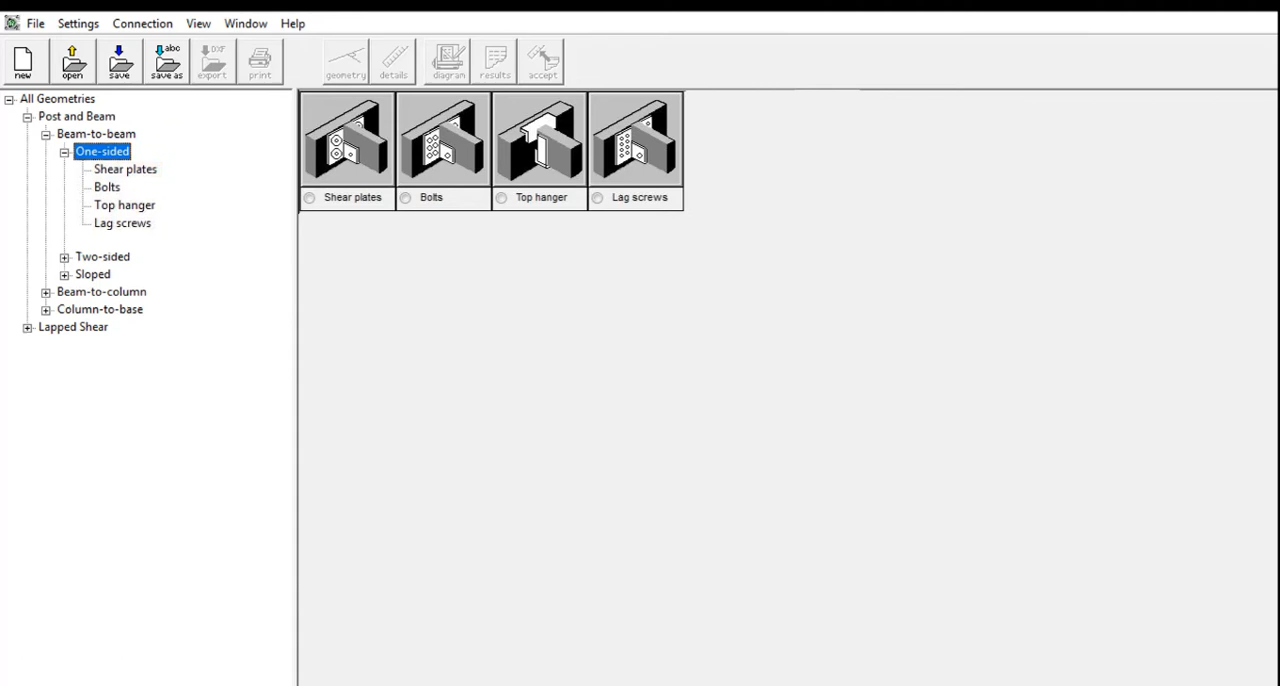 File Settings Connection View Window Help
new open save abc save as DXF export print geometry details diagram results accept
All Geometries
Post and Beam
Beam-to-beam
One-sided
Shear plates
Bolts
Top hanger
Lag screws
Two-sided
Sloped
Beam-to-column
Column-to-base
Lapped Shear
Shear plates Bolts Top hanger Lag screws